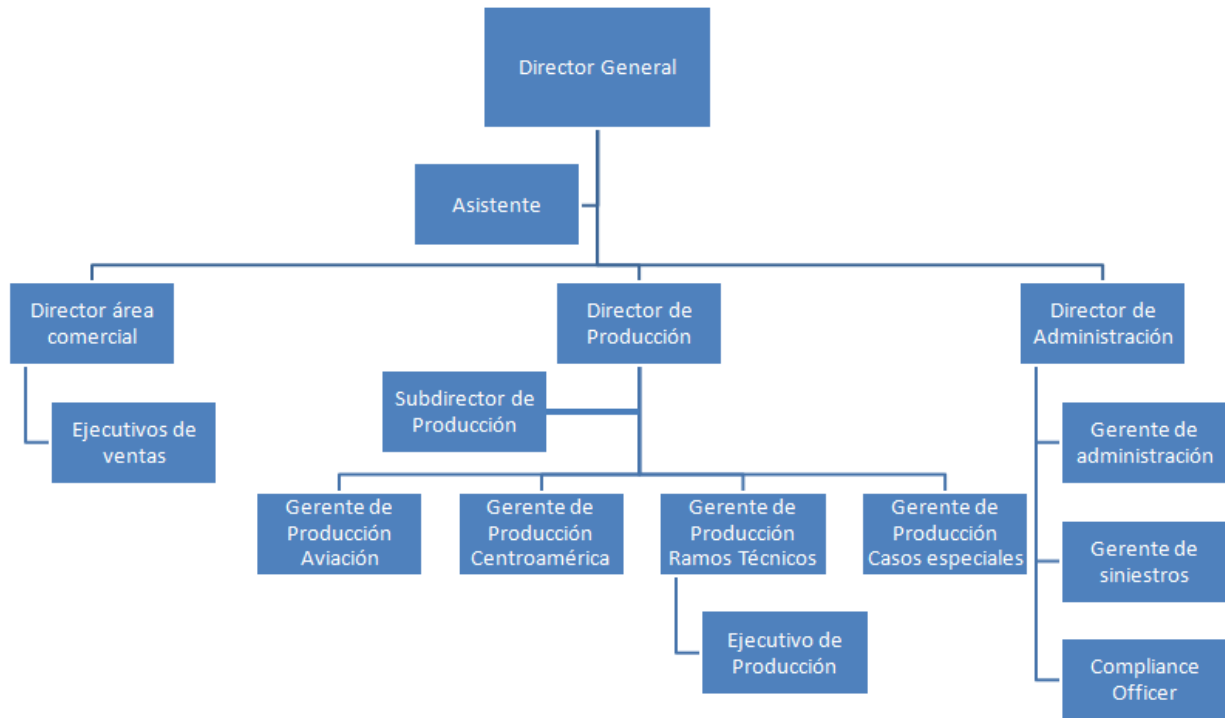 Director General
Asistente
Director área
comercial
Director de
Producción
Director de
Administración
Subdirector de
Producción
Ejecutivos de
ventas
Gerente de
administración
Gerente de
Producción
Aviación
Gerente de
Producción
Centroamérica
Gerente de
Producción
Ramos Técnicos
Gerente de
Producción
Casos especiales
Gerente de
siniestros
Ejecutivo de
Producción
Compliance
Officer